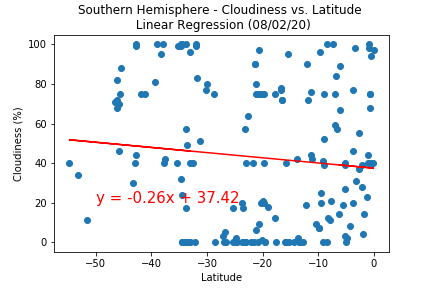 Southern Hemisphere - Cloudiness vs. Latitude
Linear Regression (08/02/20)
100
80
60
40
20
0
Cloudiness (%)
y = -0.26x + 37.42
−50
−40
−30
−20
−10
0
Latitude